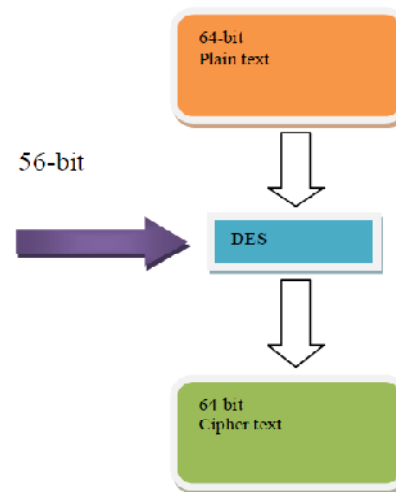 64-bit
Plain text
56-bit
DES
64 bit
Cipher text